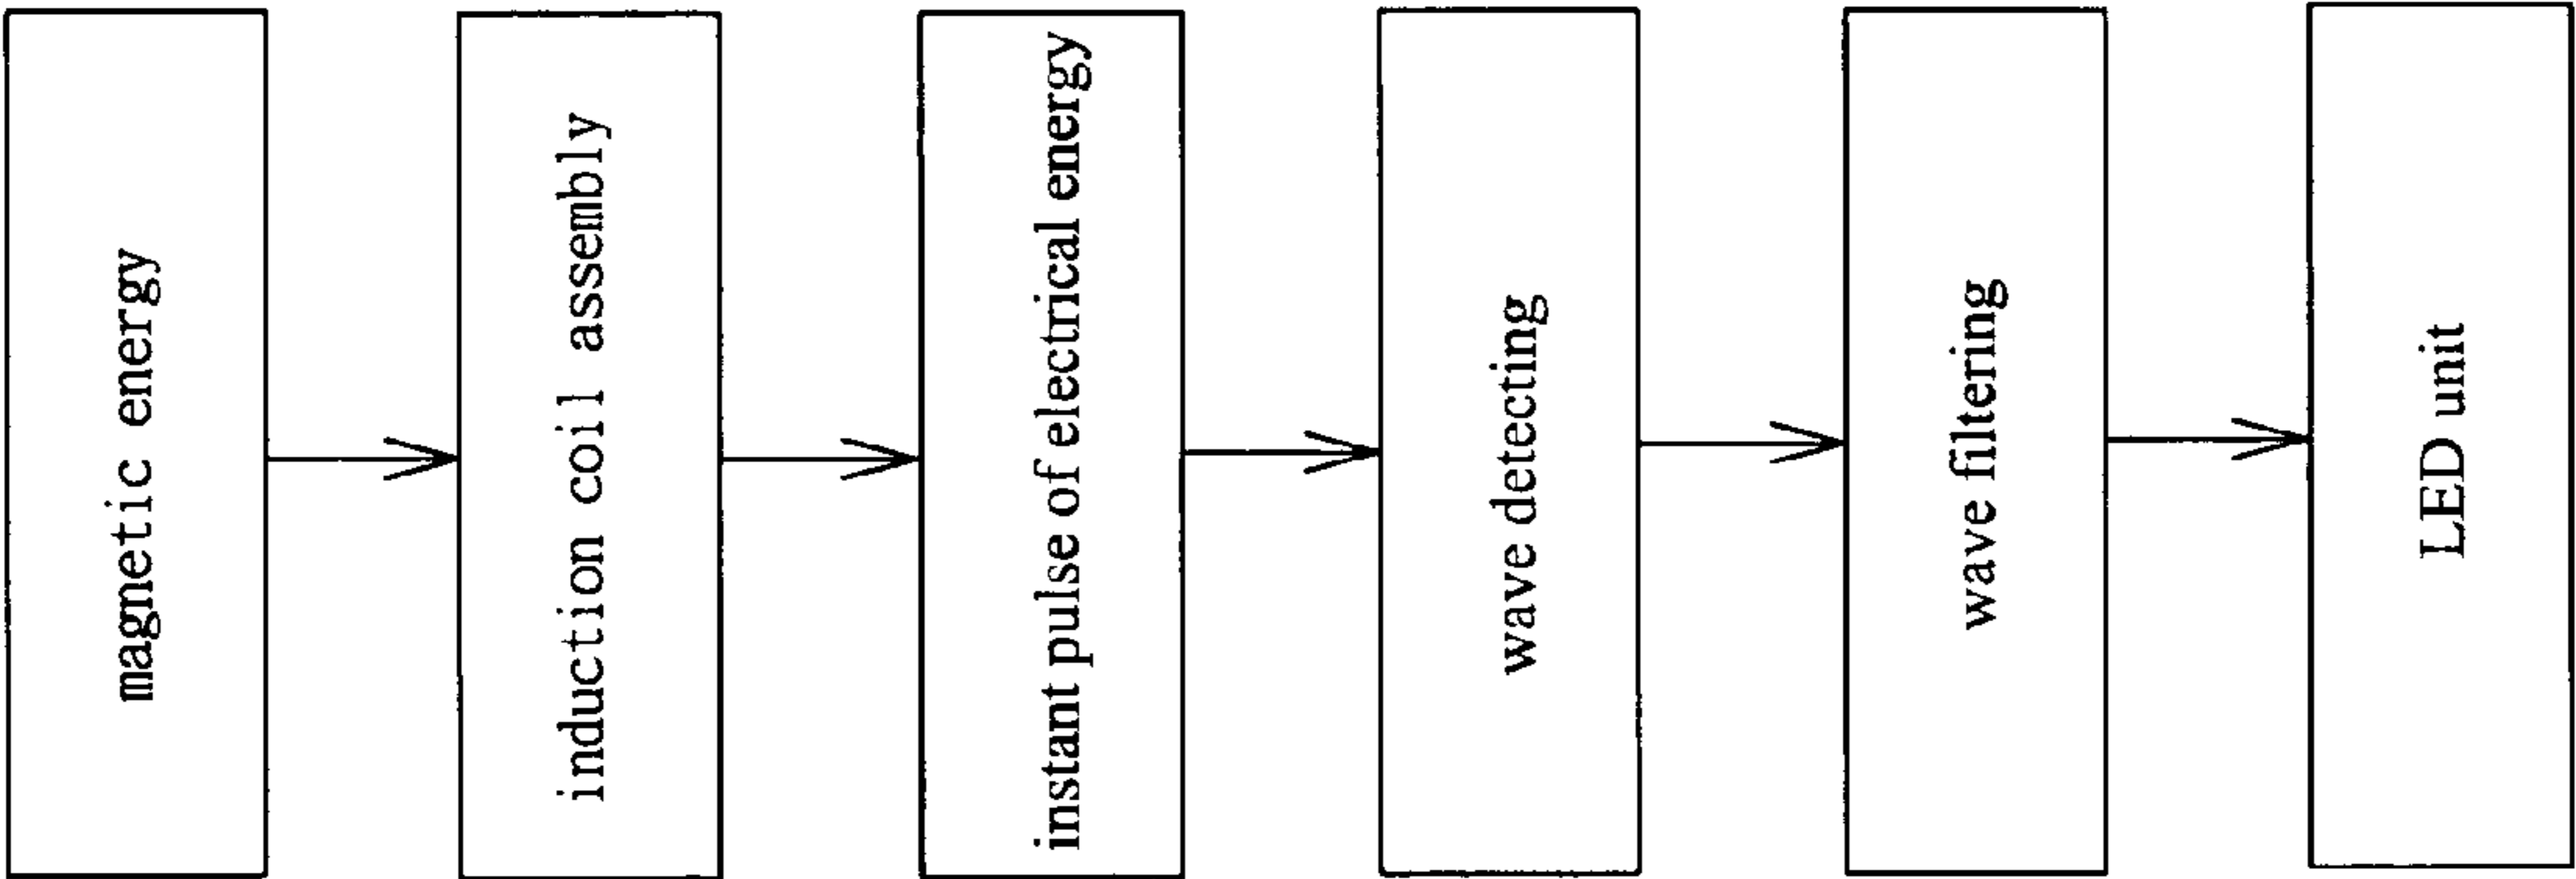 magnetic energy
induction coil assembly
instant pulse of electrical energy
wave detecting
wave filtering
LED unit